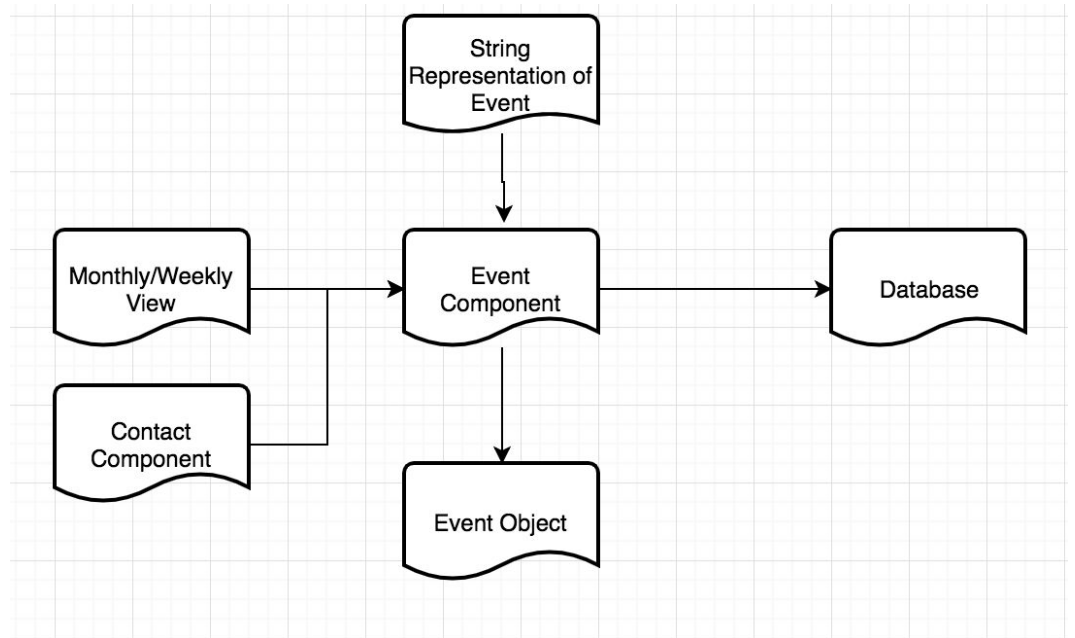 String
Representation of
Event
Monthly/Weekly
View
Event
Component
Database
Contact
Component
Event Object